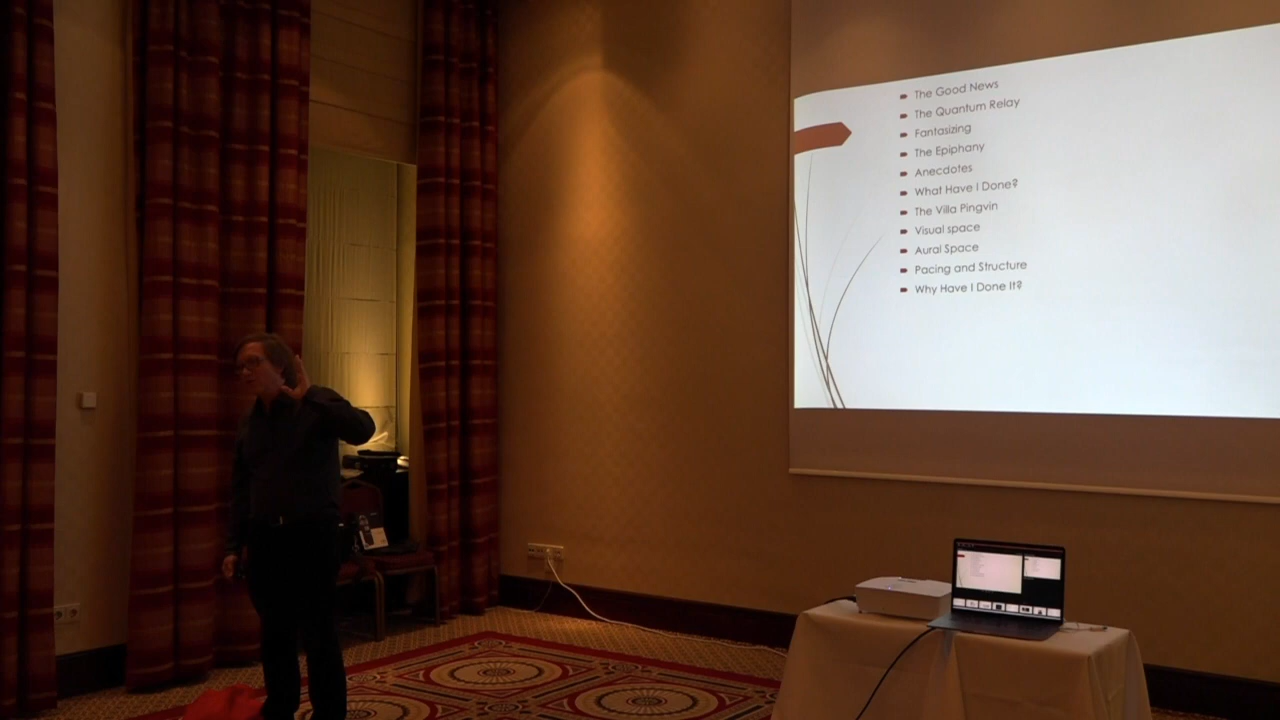 The Good News
The Quantum Relay
Fantasizing
The Epiphany
Anecdotes
What Have I Done?
The Villa Pingvin
Visual space
Aural Space
Pacing and Structure
Why Have I Done It?